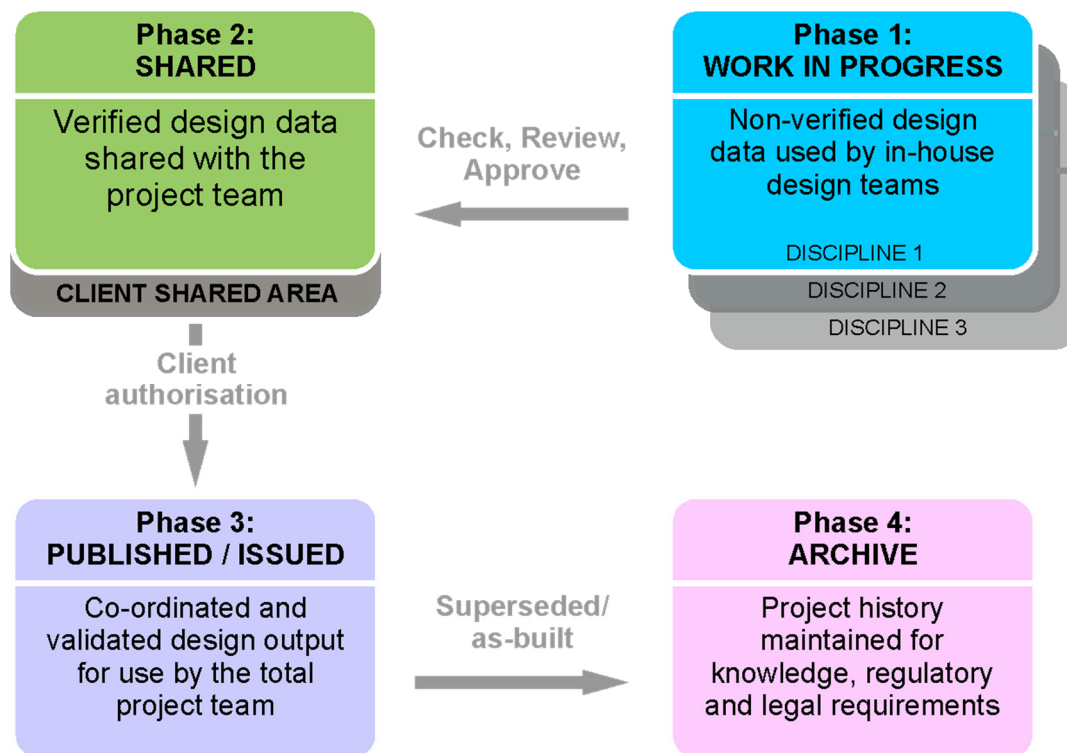 Phase 2:
SHARED
Verified design data
shared with the
project team
CLIENT SHARED AREA
Check, Review,
Approve
Phase 1:
WORK IN PROGRESS
Non-verified design
data used by in-house
design teams
DISCIPLINE 1
DISCIPLINE 2
DISCIPLINE 3
Client
authorisation
Phase 3:
PUBLISHED / ISSUED
Co-ordinated and
validated design output
for use by the total
project team
Superseded/
as-built
Phase 4:
ARCHIVE
Project history
maintained for
knowledge, regulatory
and legal requirements